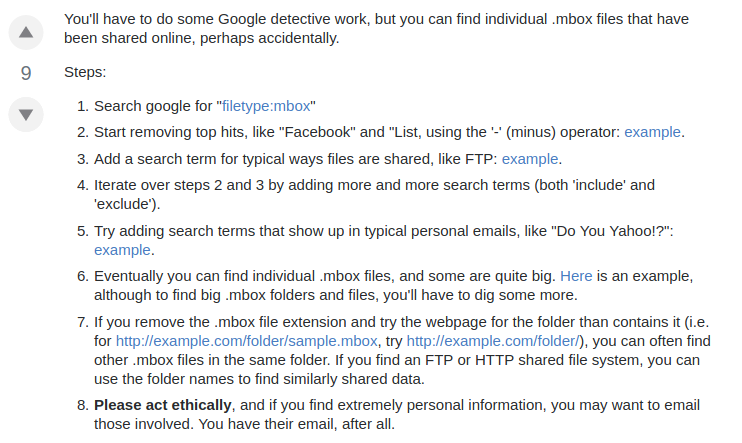 You'll have to do some Google detective work, but you can find individual .mbox files that have
been shared online, perhaps accidentally.
9
Steps:
1. Search google for "filetype:mbox"
2. Start removing top hits, like "Facebook" and "List, using the '-' (minus) operator: example.
3. Add a search term for typical ways files are shared, like FTP: example.
4. Iterate over steps 2 and 3 by adding more and more search terms (both 'include' and
'exclude').
5. Try adding search terms that show up in typical personal emails, like "Do You Yahoo!?":
example.
6. Eventually you can find individual .mbox files, and some are quite big. Here is an example,
although to find big .mbox folders and files, you'll have to dig some more.
7. If you remove the .mbox file extension and try the webpage for the folder than contains it (i.e.
for http://example.com/folder/sample.mbox, try http://example.com/folder/), you can often find
other .mbox files in the same folder. If you find an FTP or HTTP shared file system, you can
use the folder names to find similarly shared data.
8. Please act ethically, and if you find extremely personal information, you may want to email
those involved. You have their email, after all.